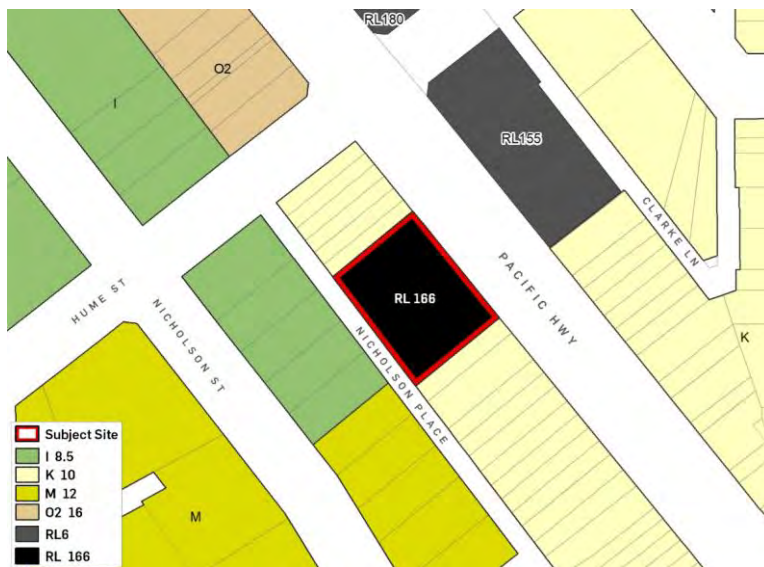 RL180
O2
I
RL155
CLARKE LN
PACIFIC HWY
RL 166
HUME ST
NICHOLSON ST
NICHOLSON PLACE
K
M
Subject Site
I 8.5
K 10
M 12
O2 16
RL6
RL 166